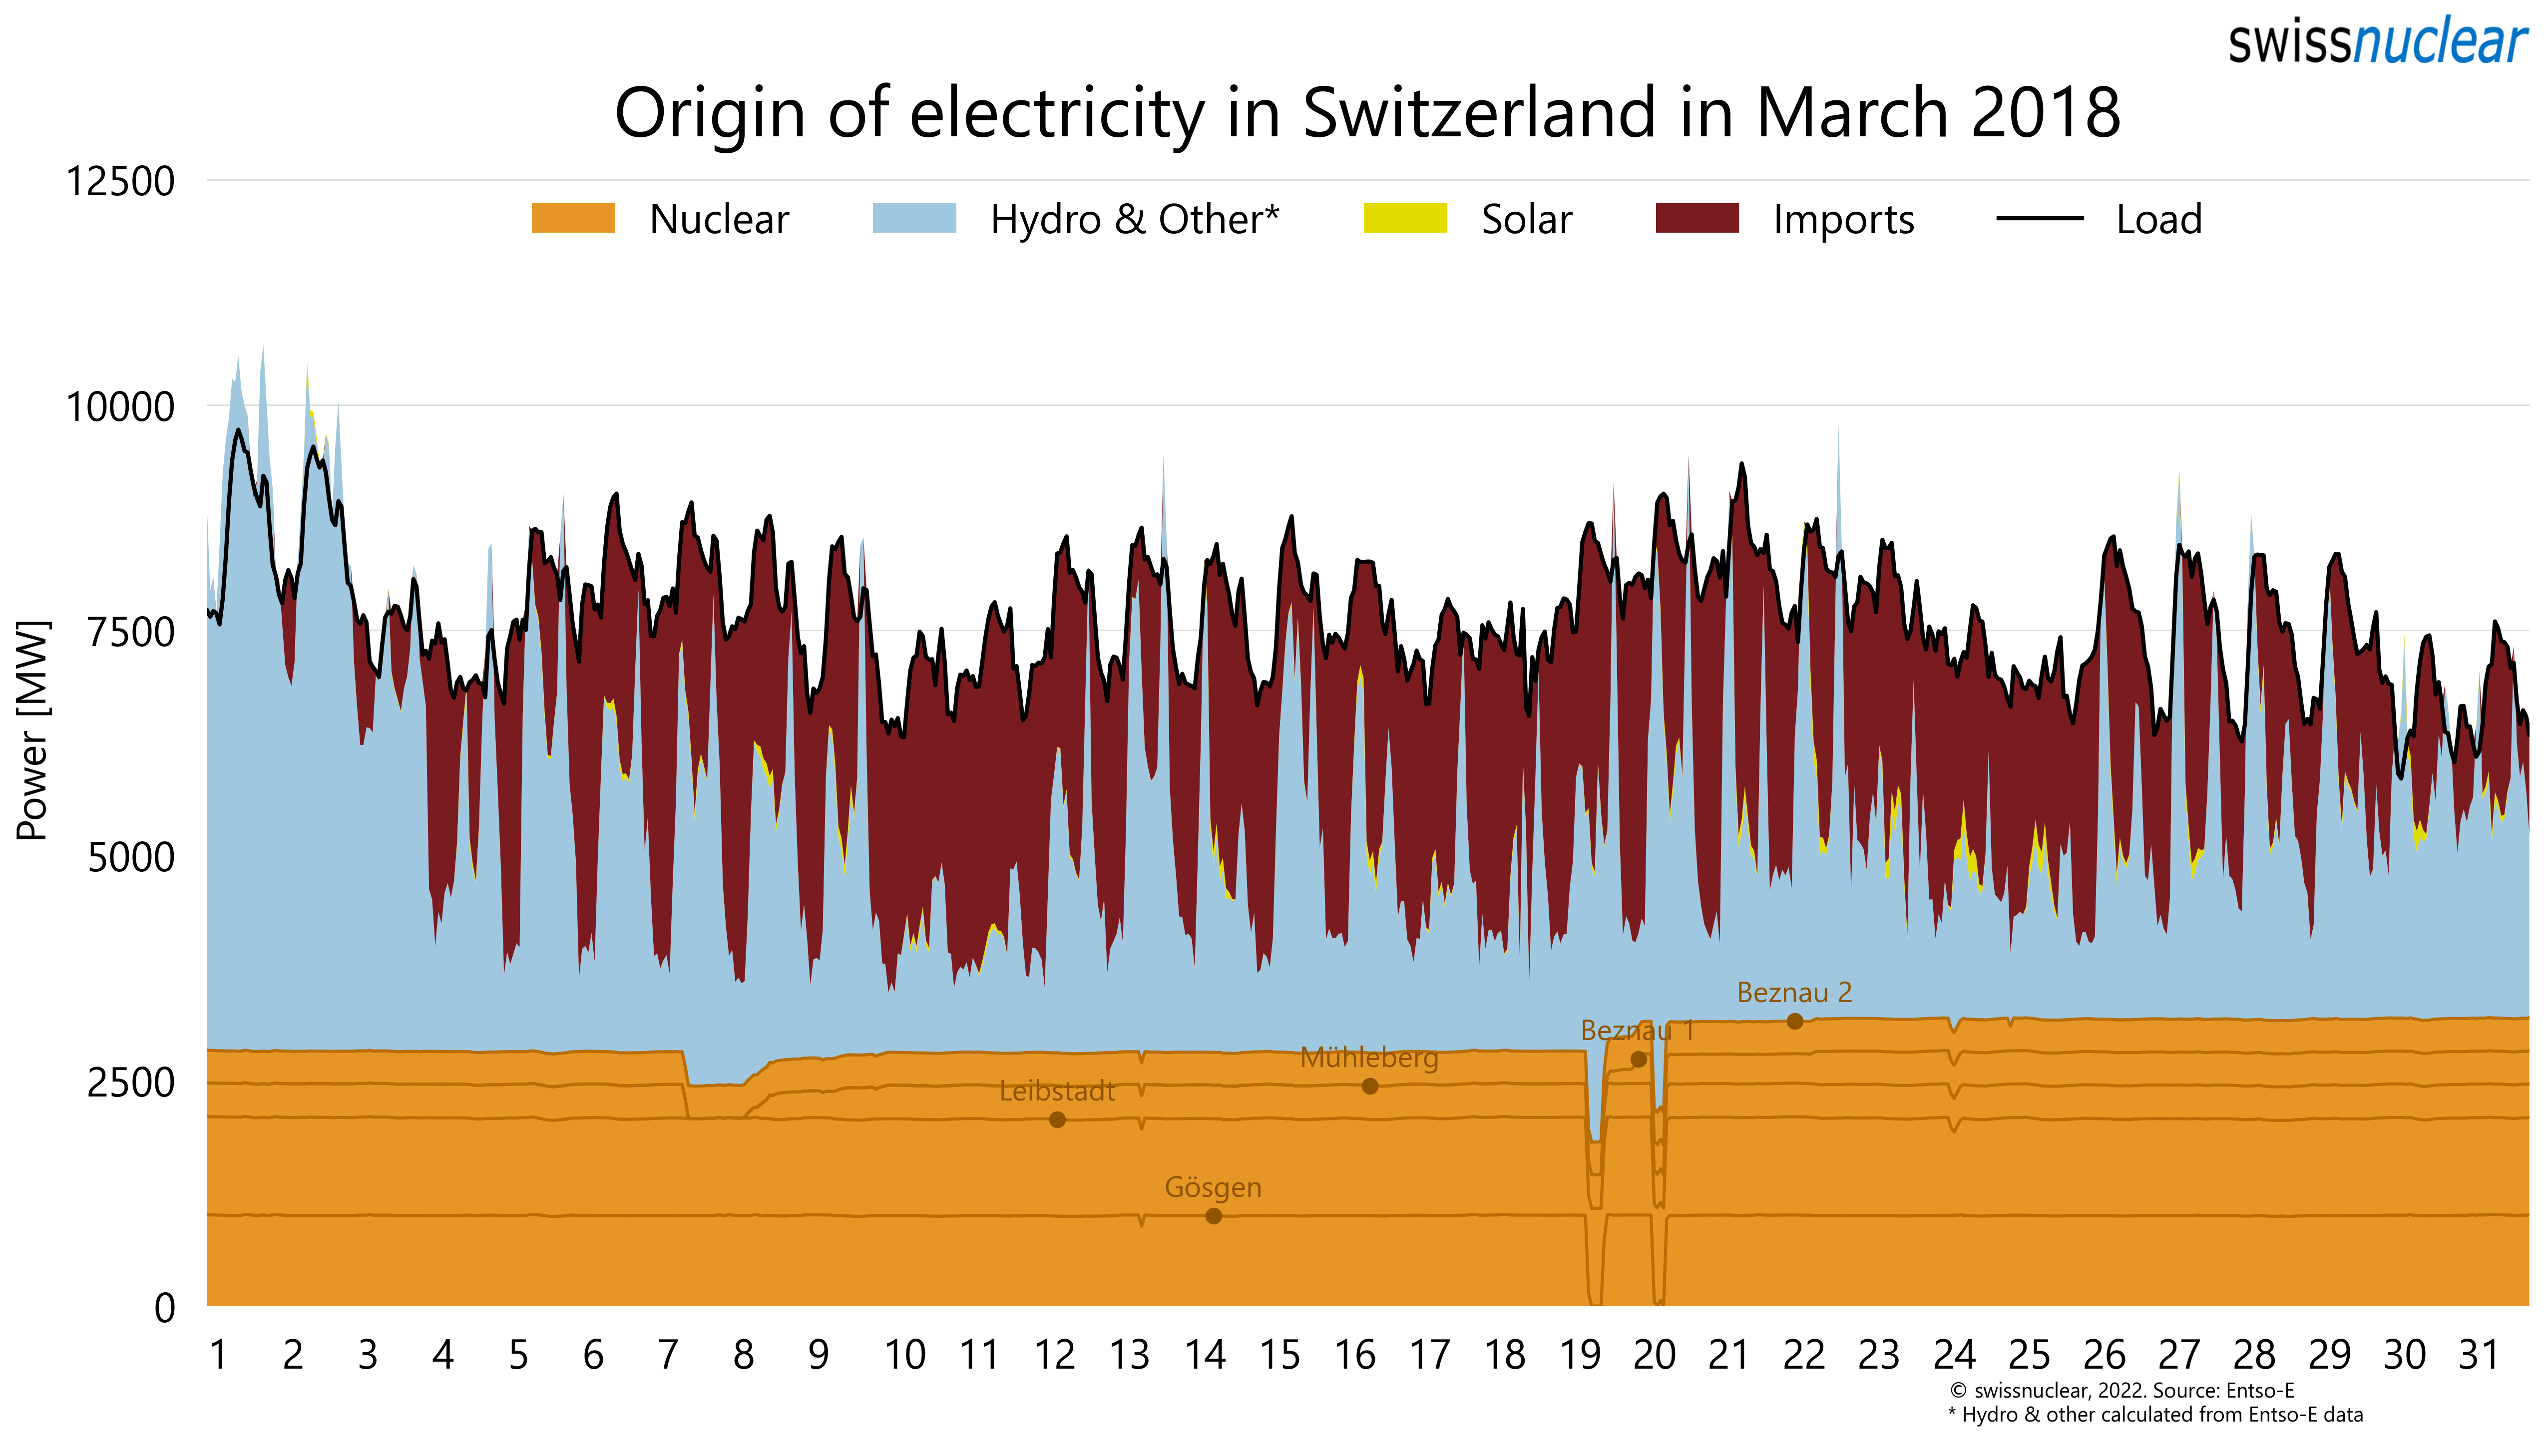 swissnuclear
Origin of electricity in Switzerland in March 2018
12500
Nuclear Hydro & Other* Solar Imports Load
10000
7500
5000
2500
0
Power [MW]
Beznau 2
Beznau 1
Mühleberg
Leibstadt
Gösgen
1 2 3 4 5 6 7 8 9 10 11 12 13 14 15 16 17 18 19 20 21 22 23 24 25 26 27 28 29 30 31
© swissnuclear, 2022. Source: Entso-E
* Hydro & other calculated from Entso-E data